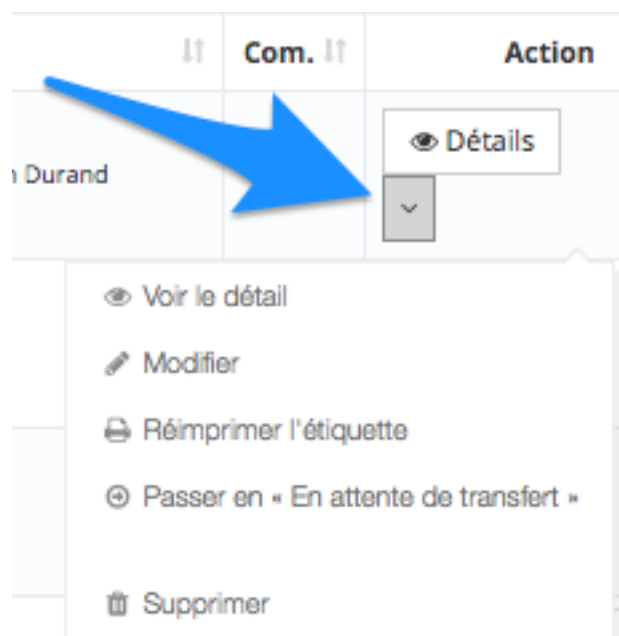 Com.
Action
Détails
Durand
Voir le détail
Modifier
Réimprimer l'étiquette
Passer en « En attente de transfert »
Supprimer